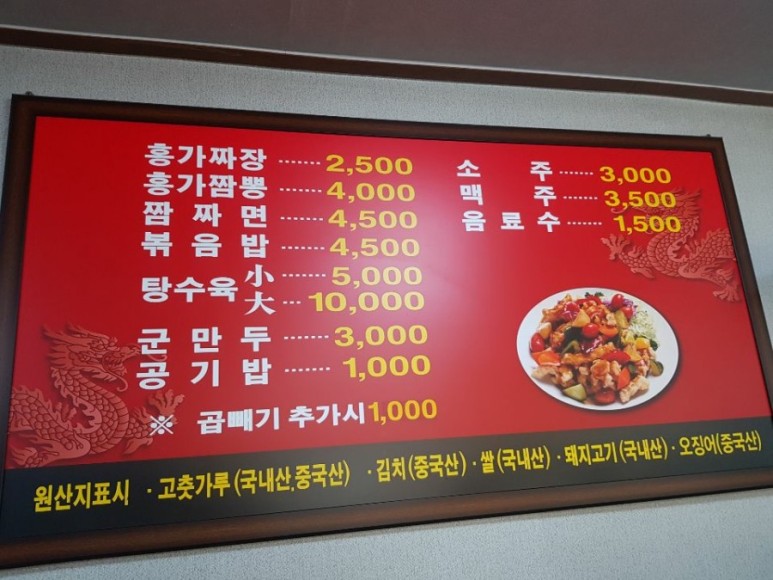 홍가짜장 ······ 2,500
홍가짬뽕 ······ 4,000
짬짜면 ······ 4,500
볶음밥 ······ 4,500
탕수육 小 ······ 5,000
大 ··· 10,000
군만두 ······ 3,000
공기밥 ······ 1,000
※ 곱빼기 추가시 1,000
소주 ······ 3,000
맥주 ······ 3,500
음료수 ······ 1,500
원산지표시 · 고춧가루(국내산,중국산) · 김치(중국산) · 쌀(국내산) · 돼지고기(국내산) · 오징어(중국산)